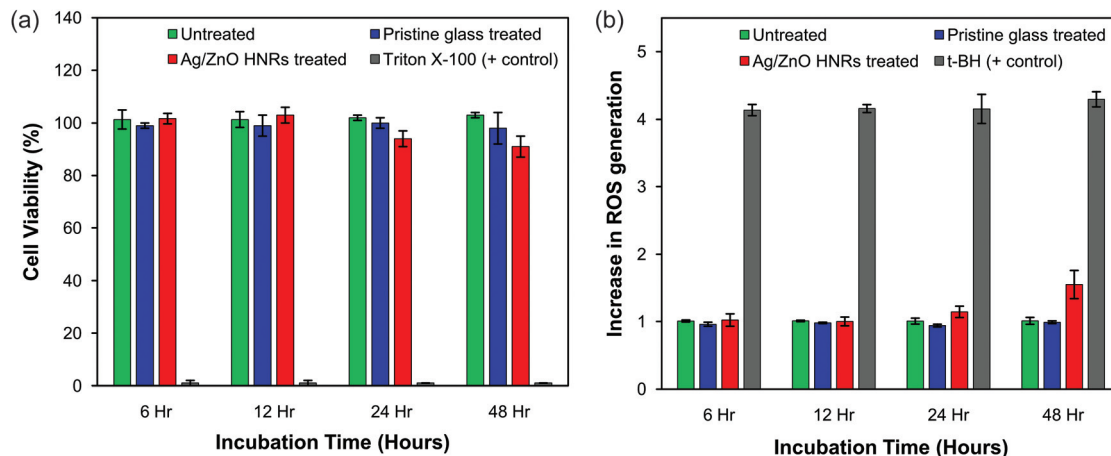 (a)
Untreated
Pristine glass treated
Ag/ZnO HNRs treated
Triton X-100 (+ control)
Cell Viability (%)
140
120
100
80
60
40
20
0
6 Hr
12 Hr
24 Hr
48 Hr
Incubation Time (Hours)
(b)
Untreated
Pristine glass treated
Ag/ZnO HNRs treated
t-BH (+ control)
Increase in ROS generation
5
4
3
2
1
0
6 Hr
12 Hr
24 Hr
48 Hr
Incubation Time (Hours)